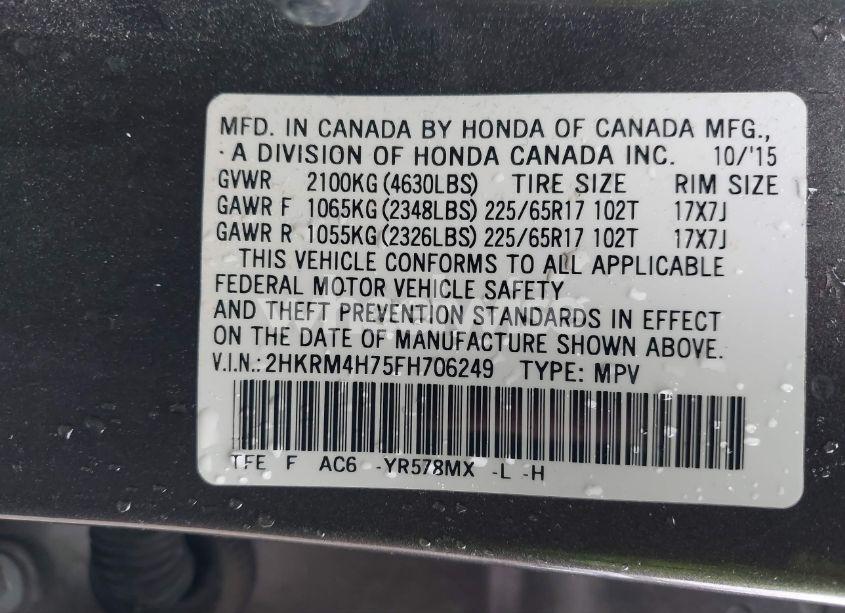 MFD. IN CANADA BY HONDA OF CANADA MFG.,
A DIVISION OF HONDA CANADA INC. 10/'15
GVWR 2100KG (4630LBS) TIRE SIZE RIM SIZE
GAWR F 1065KG (2348LBS) 225/65R17 102T 17X7J
GAWR R 1055KG (2326LBS) 225/65R17 102T 17X7J
THIS VEHICLE CONFORMS TO ALL APPLICABLE
FEDERAL MOTOR VEHICLE SAFETY
AND THEFT PREVENTION STANDARDS IN EFFECT
ON THE DATE OF MANUFACTURE SHOWN ABOVE.
V.I.N.: 2HKRM4H75FH706249 TYPE: MPV
TFE F AC6 -YR578MX -L -H